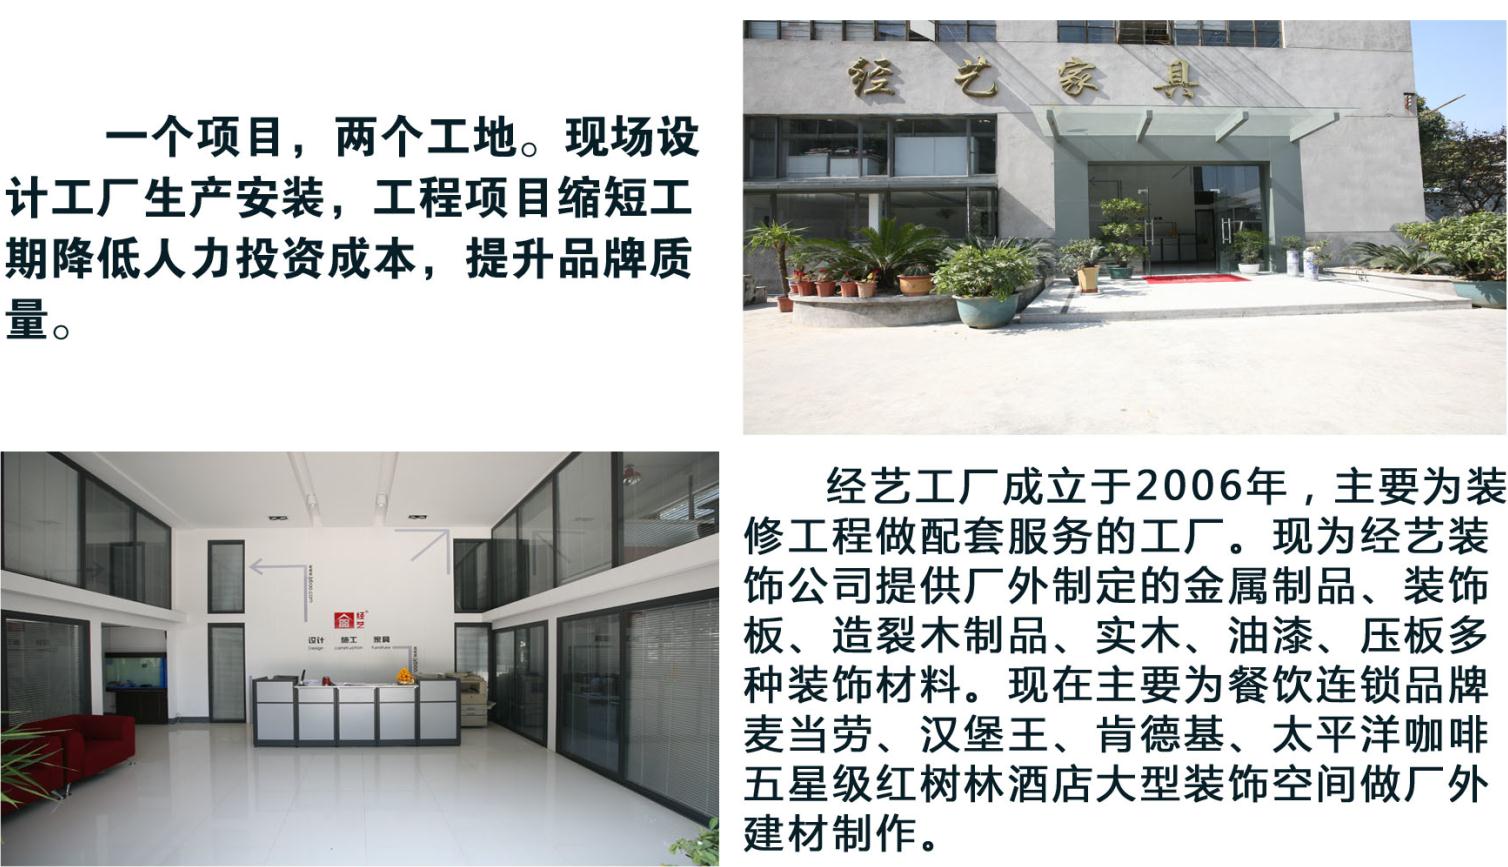 一个项目，两个工地。现场设
计工厂生产安装，工程项目缩短工
期降低人力投资成本，提升品牌质
量。
经艺家具
经艺
设计 施工 家具
Design construction Furniture
经艺工厂成立于2006年，主要为装
修工程做配套服务的工厂。现为经艺装
饰公司提供厂外制定的金属制品、装饰
板、造裂木制品、实木、油漆、压板多
种装饰材料。现在主要为餐饮连锁品牌
麦当劳、汉堡王、肯德基、太平洋咖啡
五星级红树林酒店大型装饰空间做厂外
建材制作。